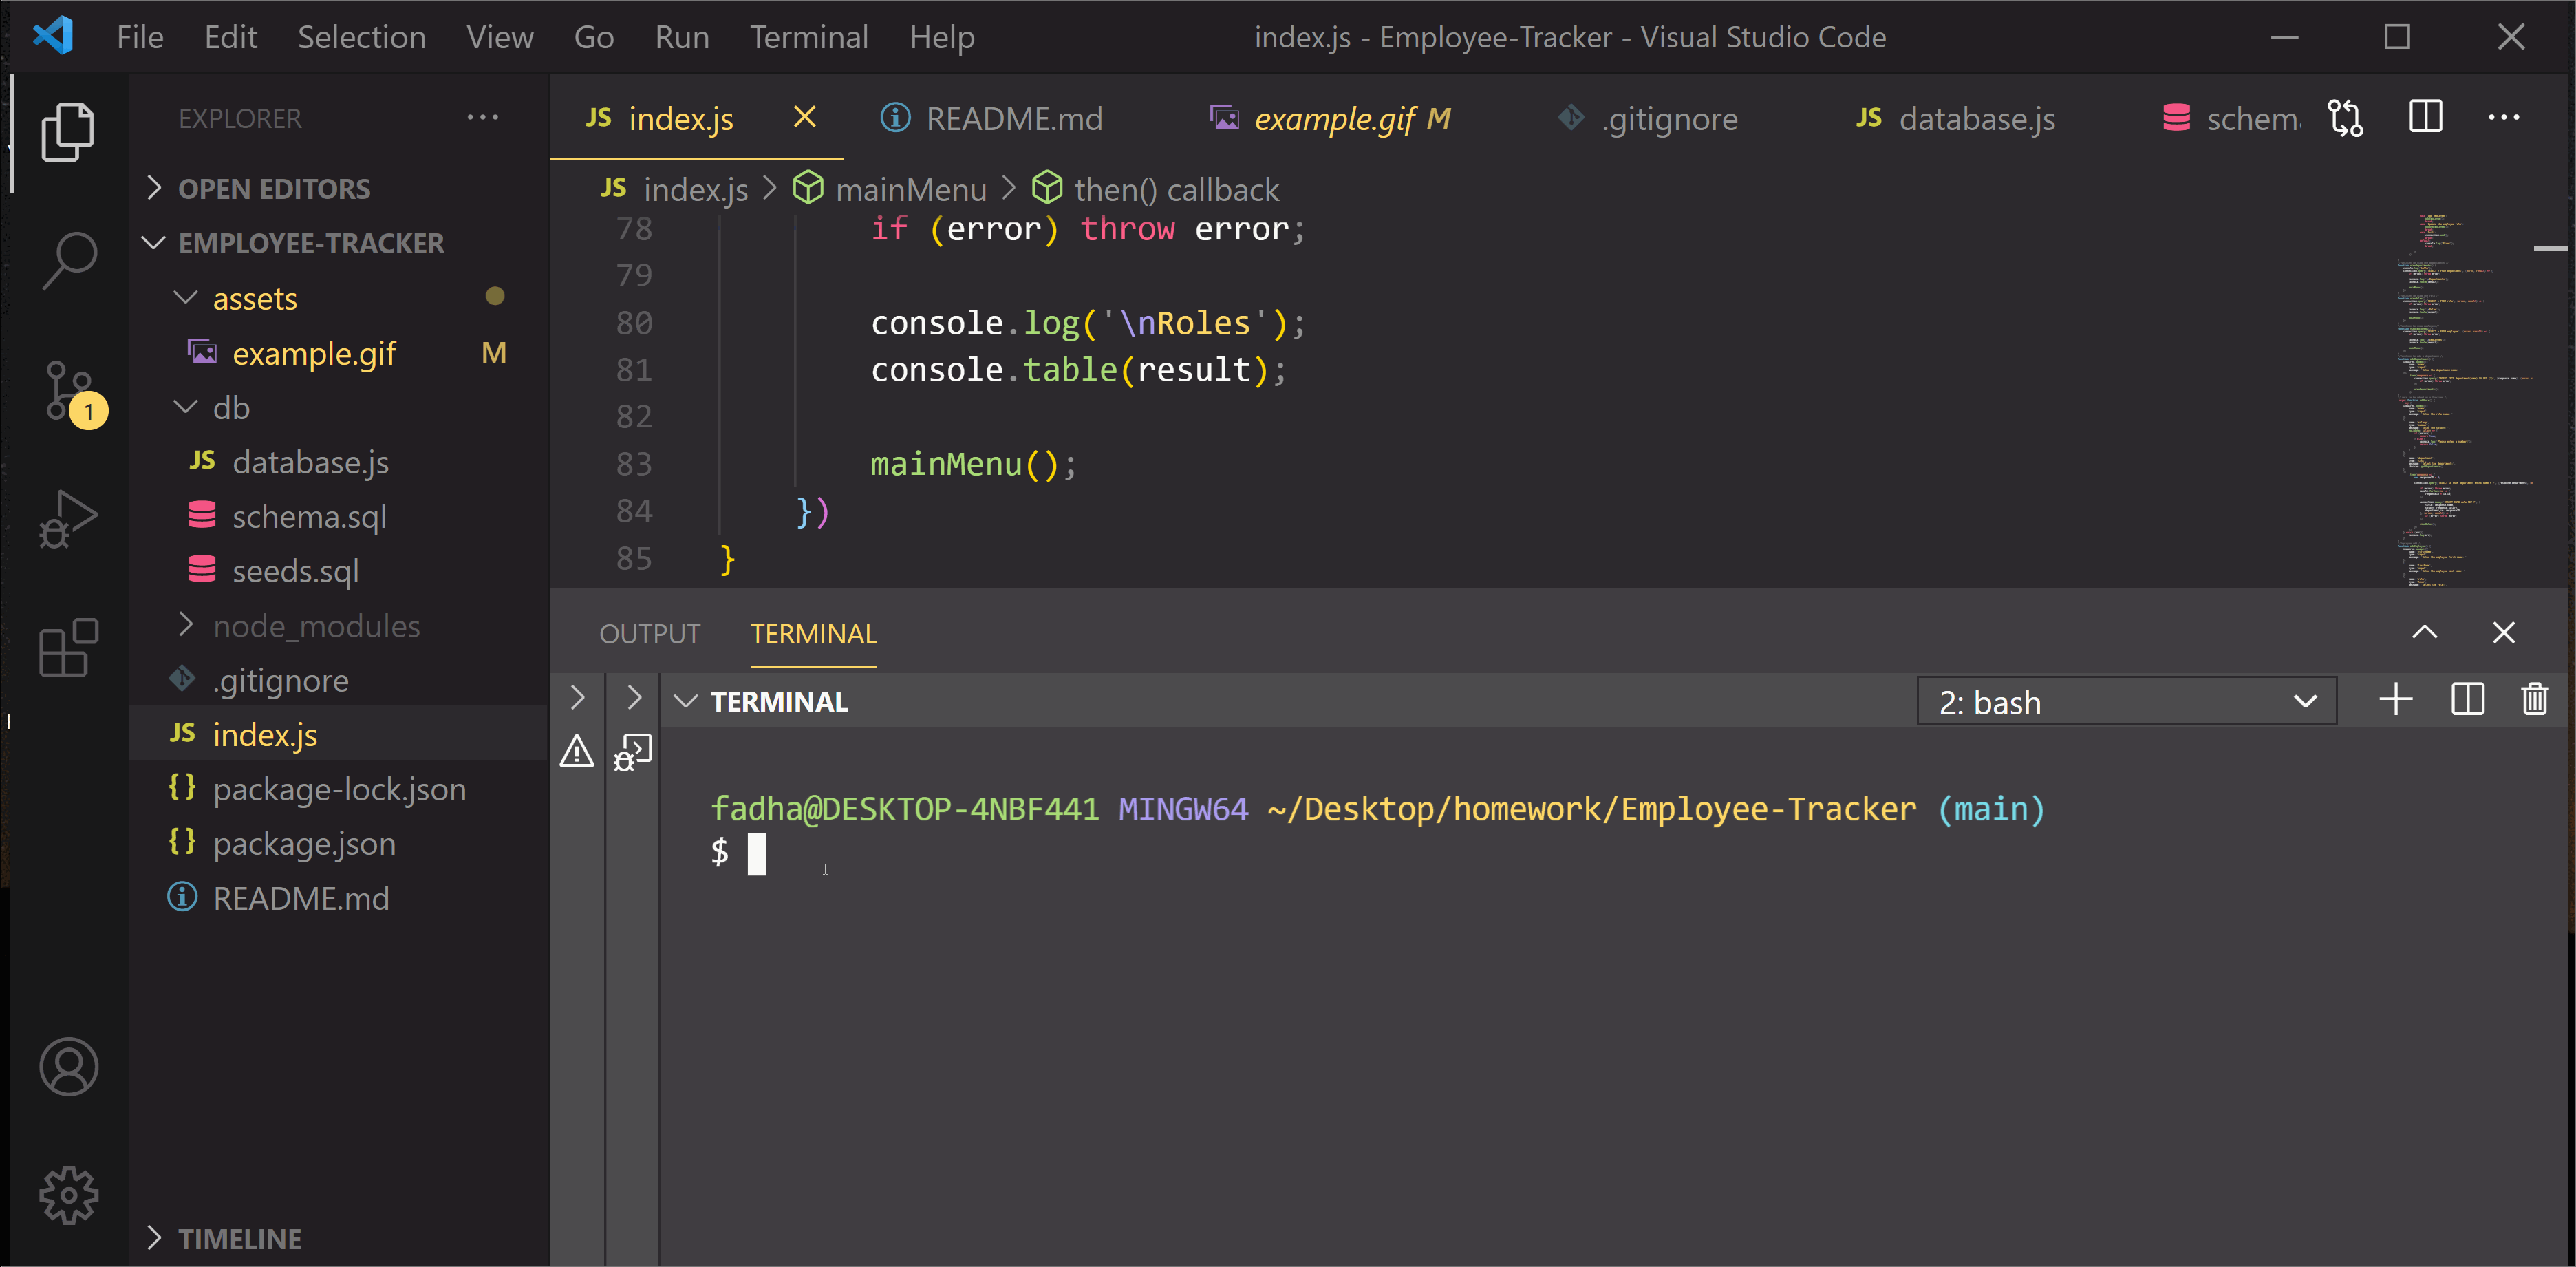 File Edit Selection View Go Run Terminal Help
index.js - Employee-Tracker - Visual Studio Code
EXPLORER
OPEN EDITORS
EMPLOYEE-TRACKER
assets
example.gif M
db
JS database.js
schema.sql
seeds.sql
node_modules
.gitignore
JS index.js
{} package-lock.json
{} package.json
README.md
TIMELINE
1
JS index.js
README.md
example.gif M
.gitignore
JS database.js
schem
JS index.js > mainMenu > then() callback
78 if (error) throw error;
79
80 console.log('\nRoles');
81 console.table(result);
82
83 mainMenu();
84 })
85 }
OUTPUT TERMINAL
TERMINAL
2: bash
fadha@DESKTOP-4NBF441 MINGW64 ~/Desktop/homework/Employee-Tracker (main)
$